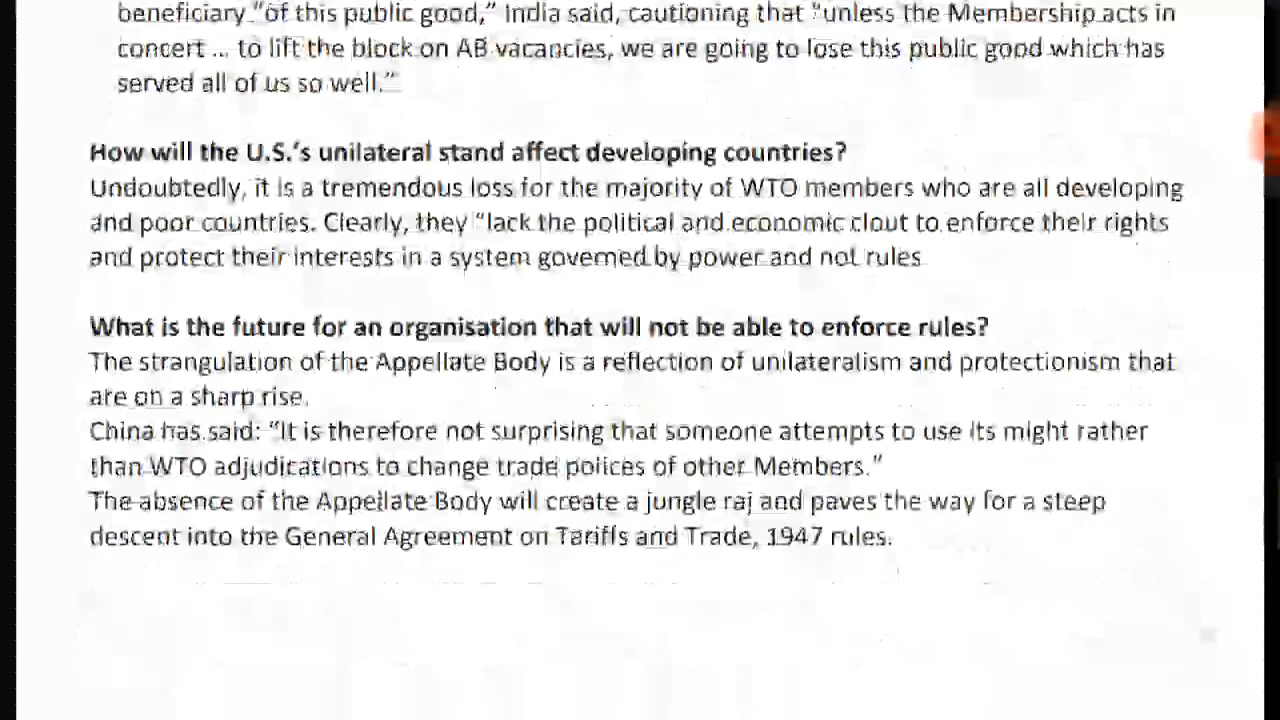 beneficiary "of this public good," India said, cautioning that "unless the Membership acts in
concert ... to lift the block on AB vacancies, we are going to lose this public good which has
served all of us so well."
How will the U.S.'s unilateral stand affect developing countries?
Undoubtedly, it is a tremendous loss for the majority of WTO members who are all developing
and poor countries. Clearly, they "lack the political and economic clout to enforce their rights
and protect their interests in a system governed by power and not rules
What is the future for an organisation that will not be able to enforce rules?
The strangulation of the Appellate Body is a reflection of unilateralism and protectionism that
are on a sharp rise.
China has said: "It is therefore not surprising that someone attempts to use its might rather
than WTO adjudications to change trade polices of other Members."
The absence of the Appellate Body will create a jungle raj and paves the way for a steep
descent into the General Agreement on Tariffs and Trade, 1947 rules.